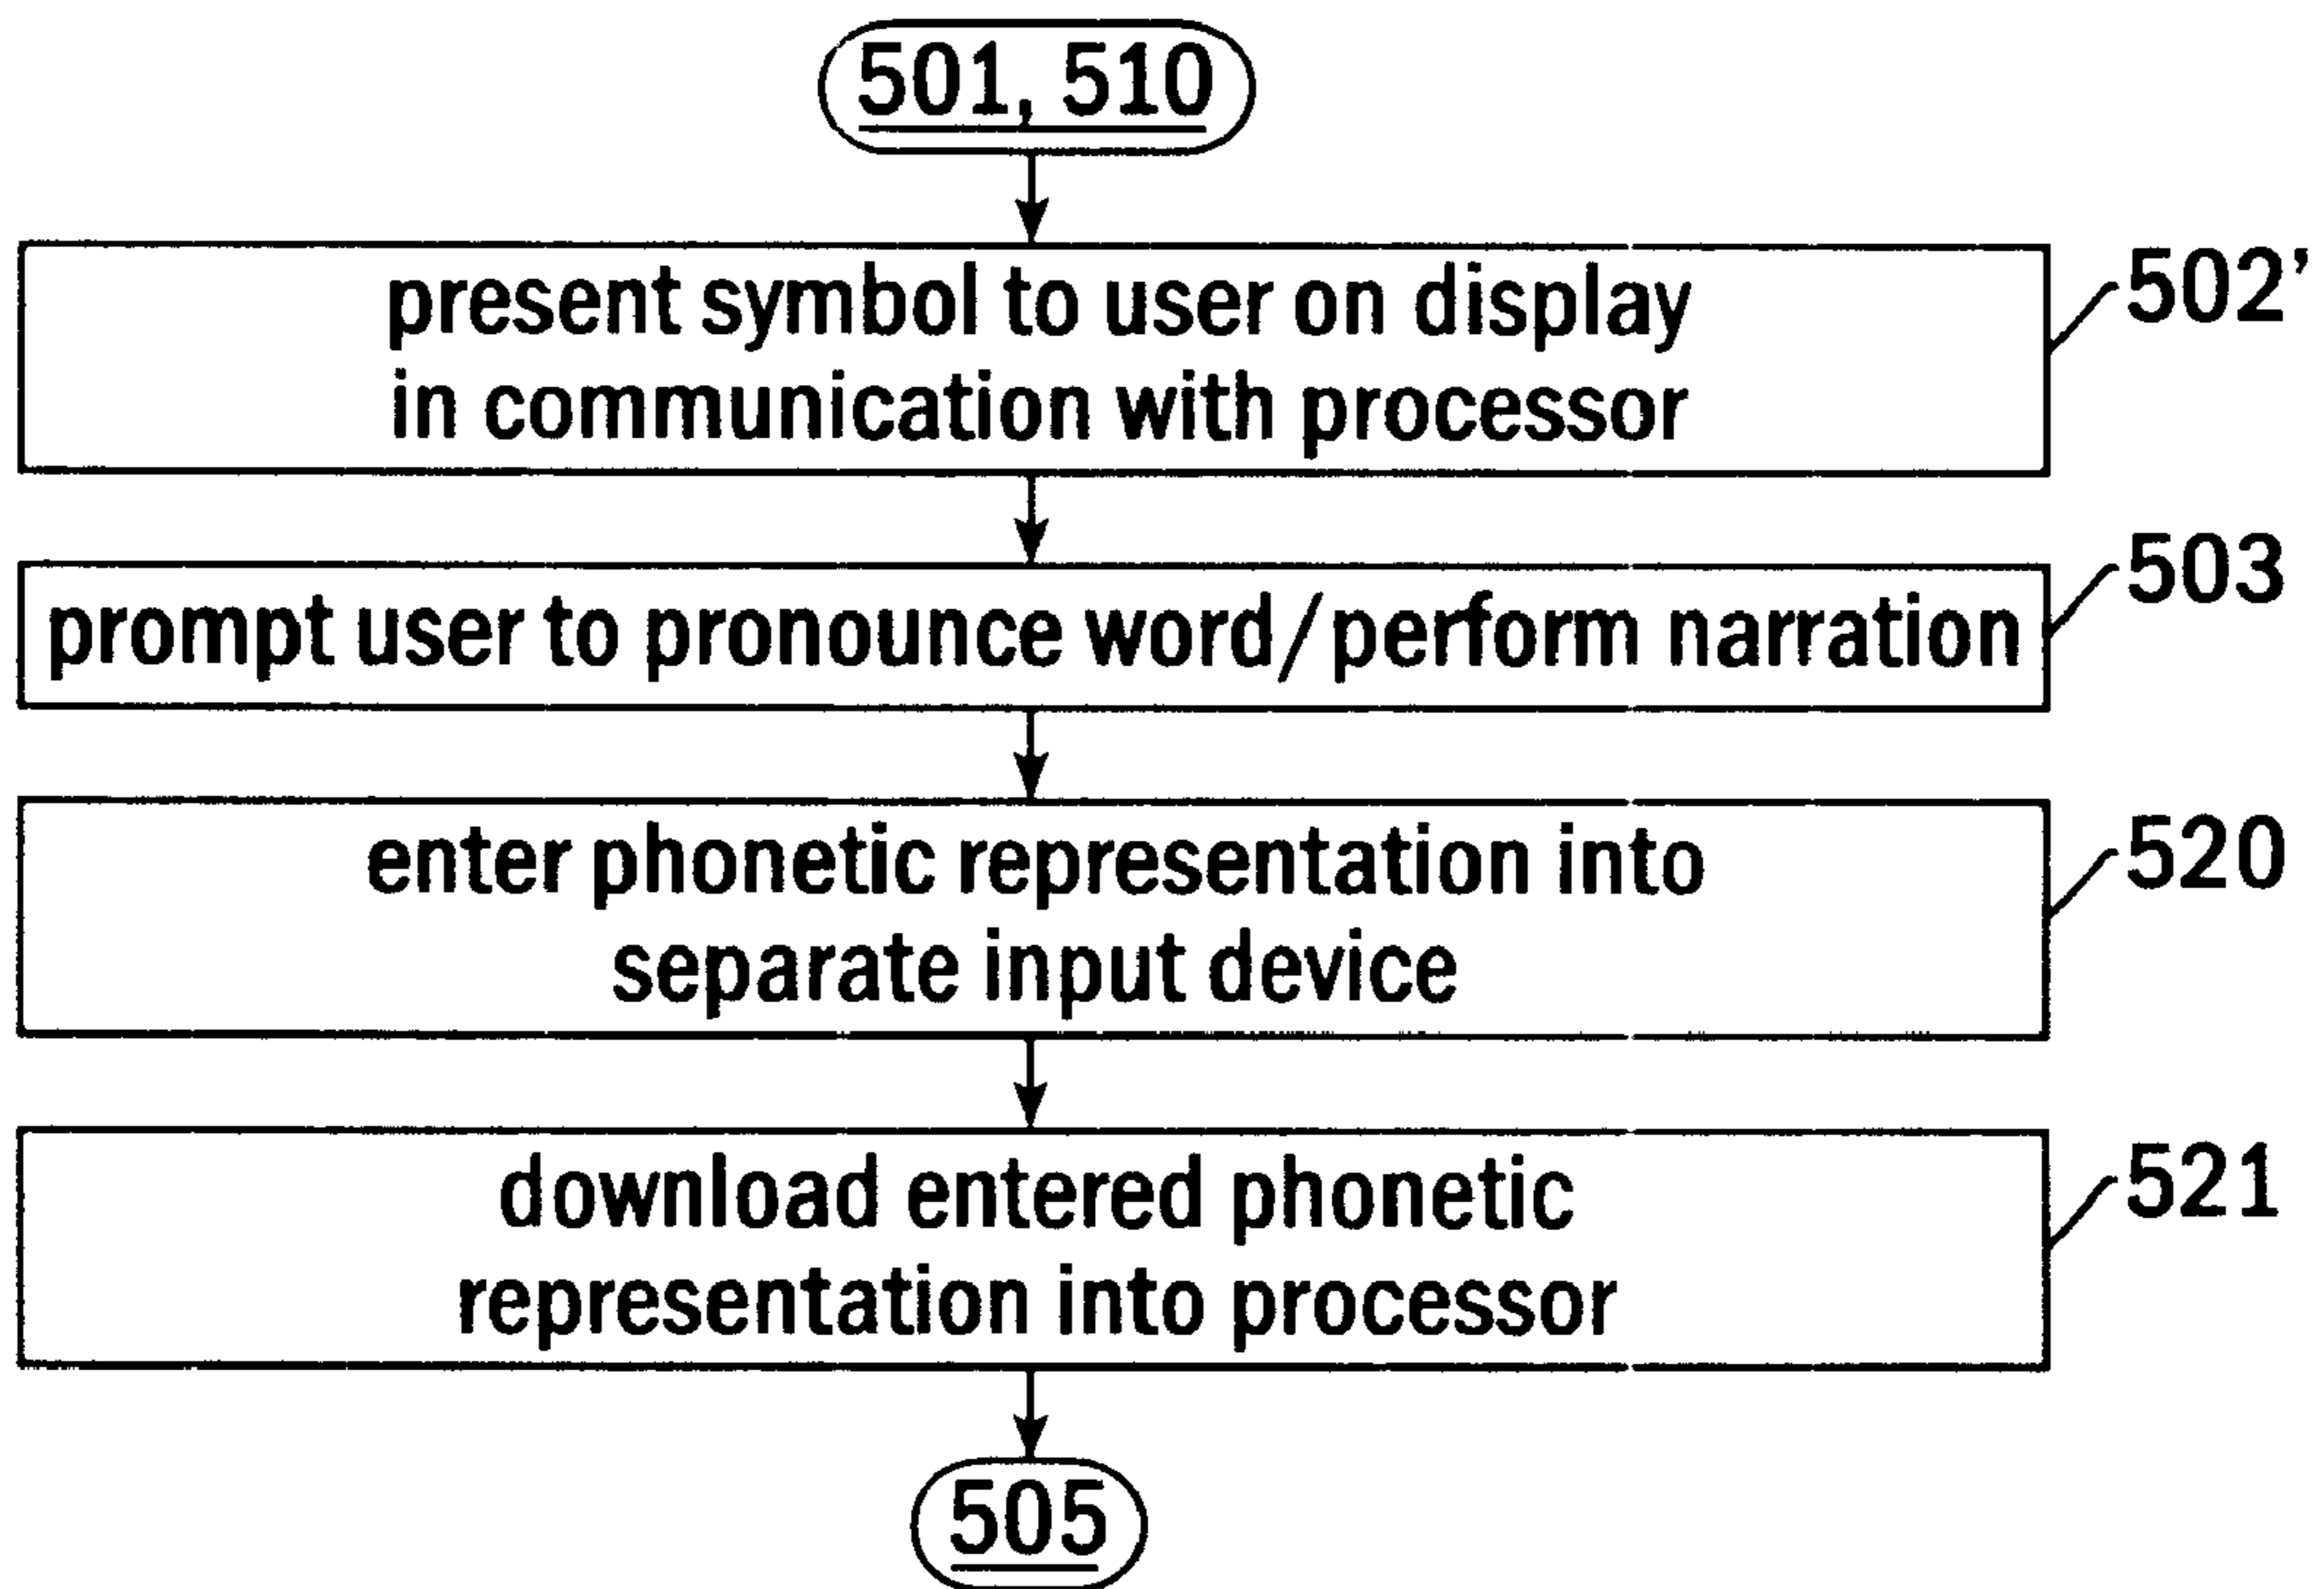 501, 510
present symbol to user on display
in communication with processor
502'
prompt user to pronounce word/perform narration
503
enter phonetic representation into
separate input device
520
download entered phonetic
representation into processor
521
505